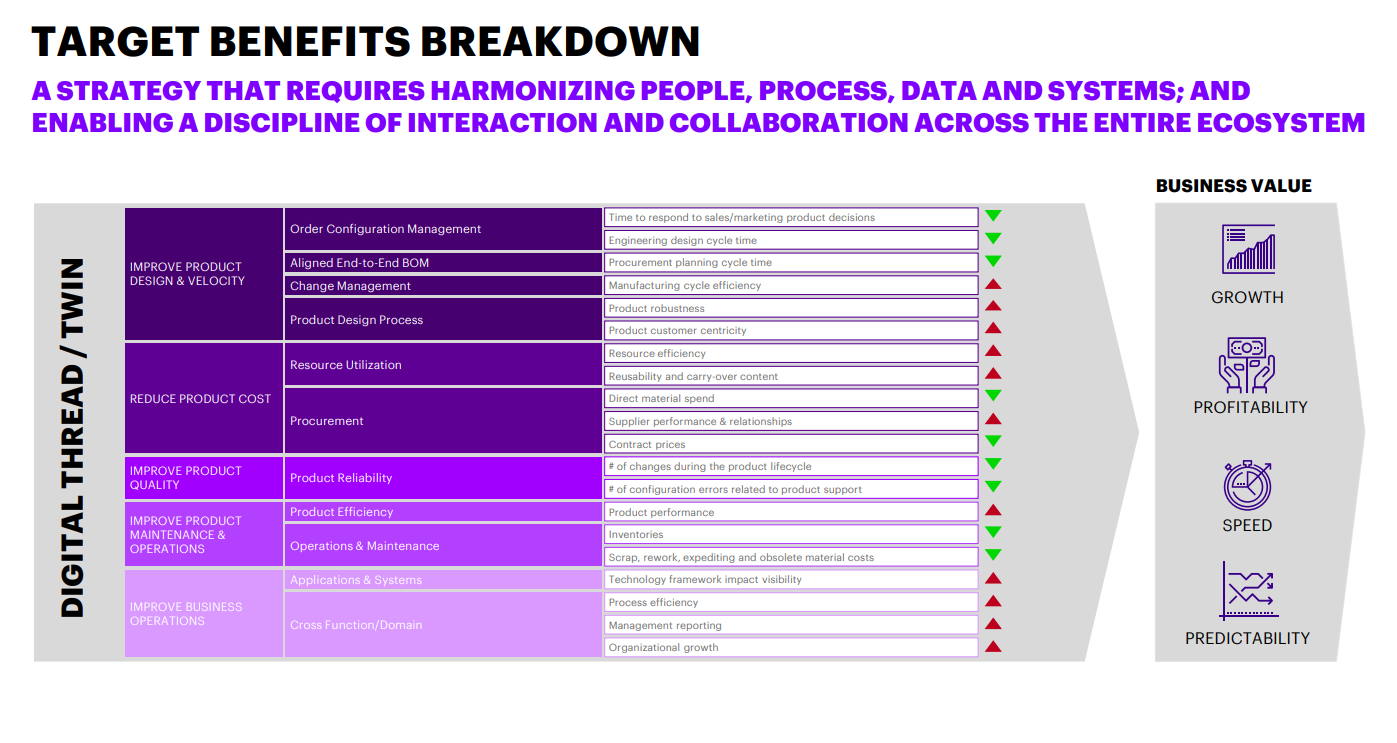 TARGET BENEFITS BREAKDOWN
A STRATEGY THAT REQUIRES HARMONIZING PEOPLE, PROCESS, DATA AND SYSTEMS; AND
ENABLING A DISCIPLINE OF INTERACTION AND COLLABORATION ACROSS THE ENTIRE ECOSYSTEM
DIGITAL THREAD / TWIN
IMPROVE PRODUCT
DESIGN & VELOCITY
Order Configuration Management
Time to respond to sales/marketing product decisions
Engineering design cycle time
Aligned End-to-End BOM
Procurement planning cycle time
Change Management
Manufacturing cycle efficiency
Product Design Process
Product robustness
Product customer centricity
REDUCE PRODUCT COST
Resource Utilization
Resource efficiency
Reusability and carry-over content
Procurement
Direct material spend
Supplier performance & relationships
Contract prices
IMPROVE PRODUCT
QUALITY
Product Reliability
# of changes during the product lifecycle
# of configuration errors related to product support
IMPROVE PRODUCT
MAINTENANCE &
OPERATIONS
Product Efficiency
Product performance
Operations & Maintenance
Inventories
Scrap, rework, expediting and obsolete material costs
IMPROVE BUSINESS
OPERATIONS
Applications & Systems
Technology framework impact visibility
Cross Function/Domain
Process efficiency
Management reporting
Organizational growth
BUSINESS VALUE
GROWTH
PROFITABILITY
SPEED
PREDICTABILITY